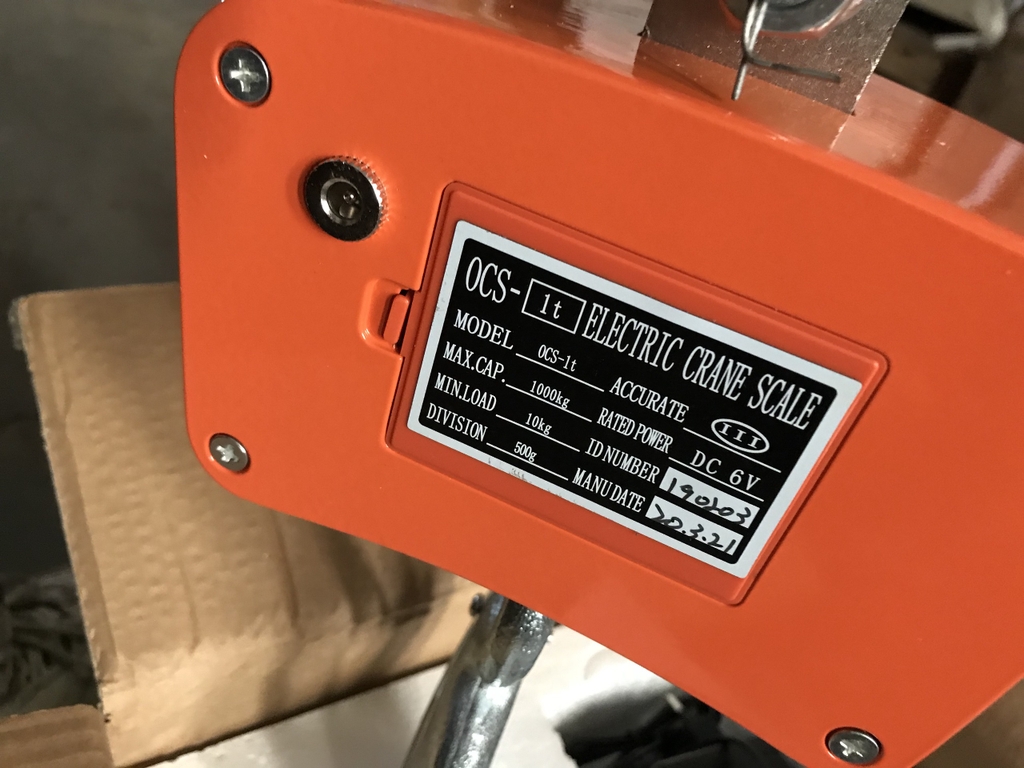 OCS- 1t ELECTRIC CRANE SCALE
MODEL OCS-1t ACCURATE III
MAX.CAP. 1000kg RATED POWER DC 6V
MIN.LOAD 10kg ID NUMBER 190203
DIVISION 500g MANU DATE 20.3.21